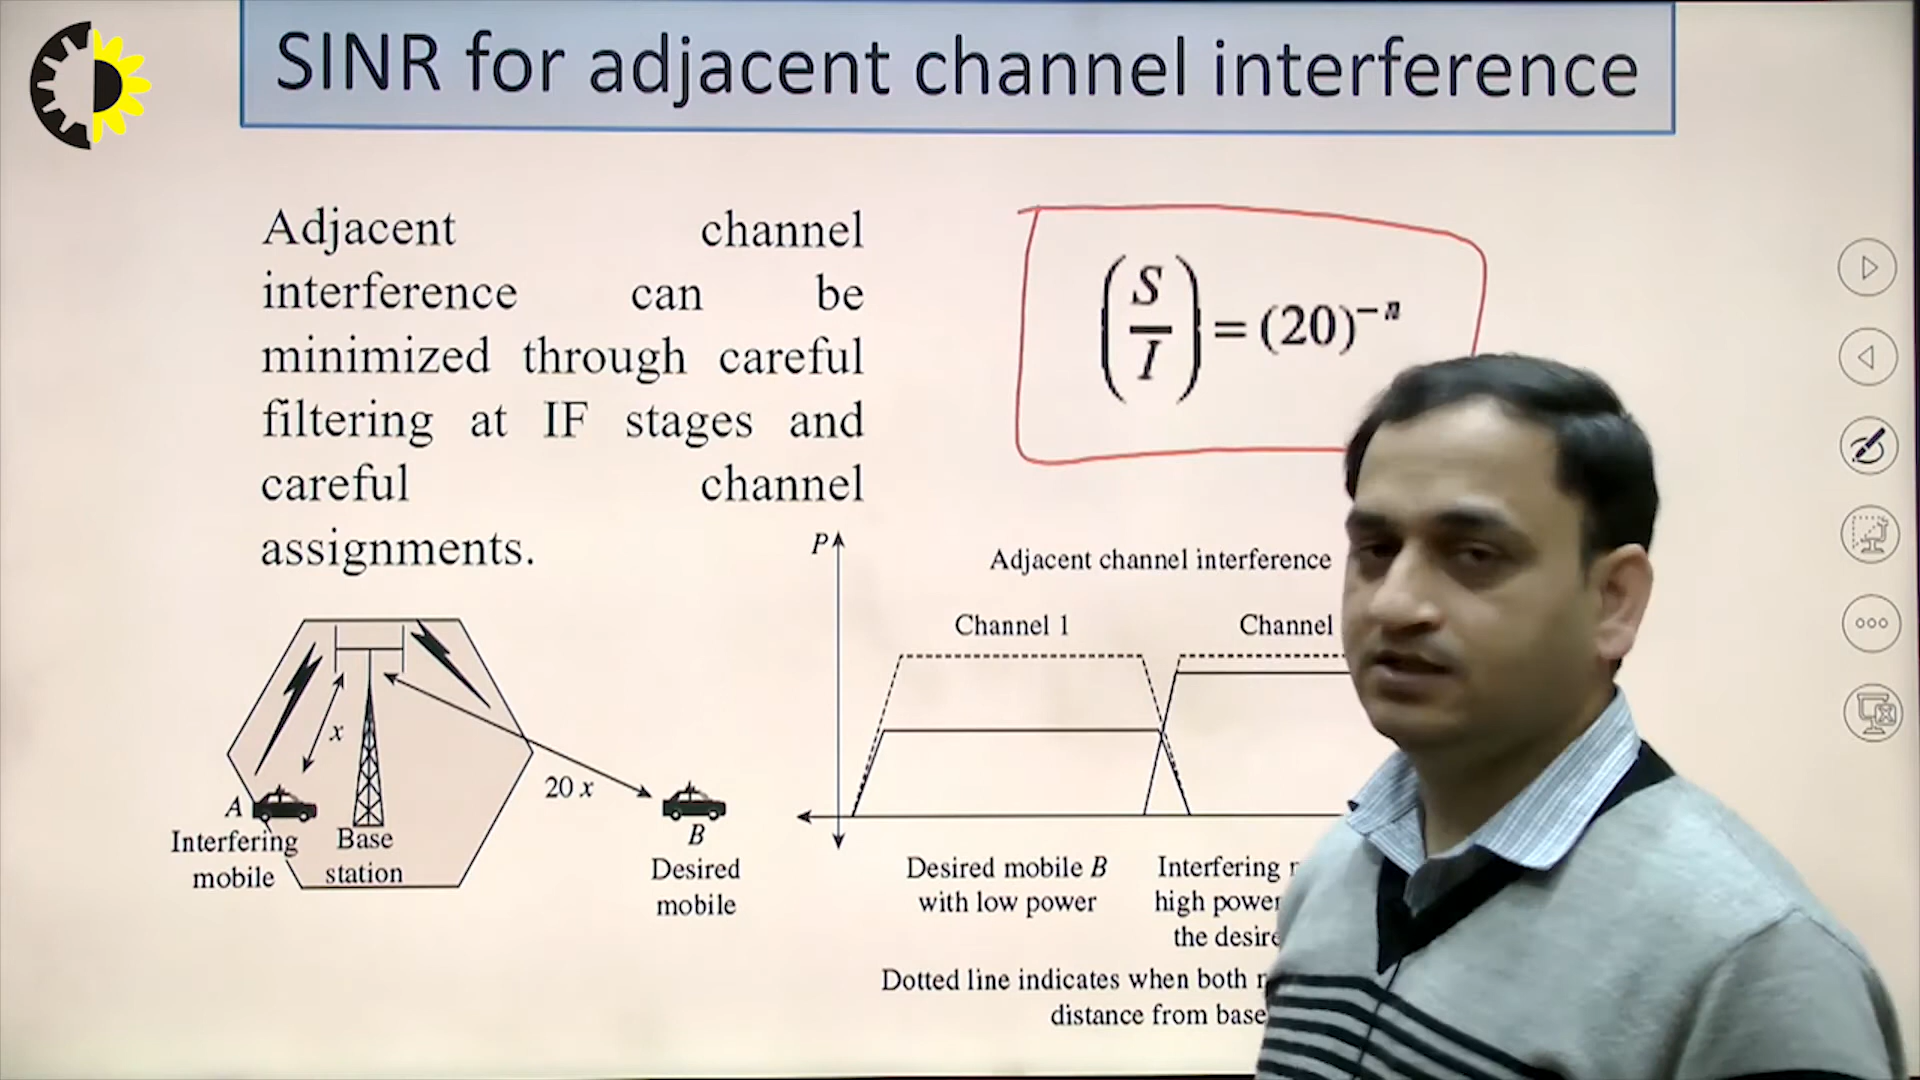 SINR for adjacent channel interference
Adjacent channel
interference can be
minimized through careful
filtering at IF stages and
careful channel
assignments.
(S/I) = (20)⁻ⁿ
P
Adjacent channel interference
Channel 1
Channel
x
20 x
A
Interfering
mobile
Base
station
B
Desired
mobile
Desired mobile B
with low power
Interfering
high power
the
Dotted line indicates when both
distance from base